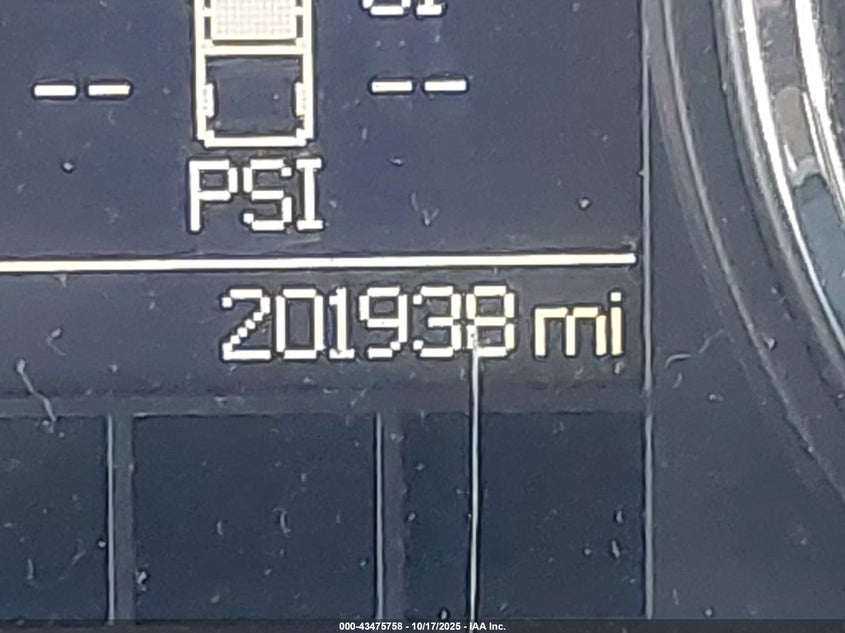 -- --
PSI
201938 mi
000-43475758 - 10/17/2025 - IAA Inc.